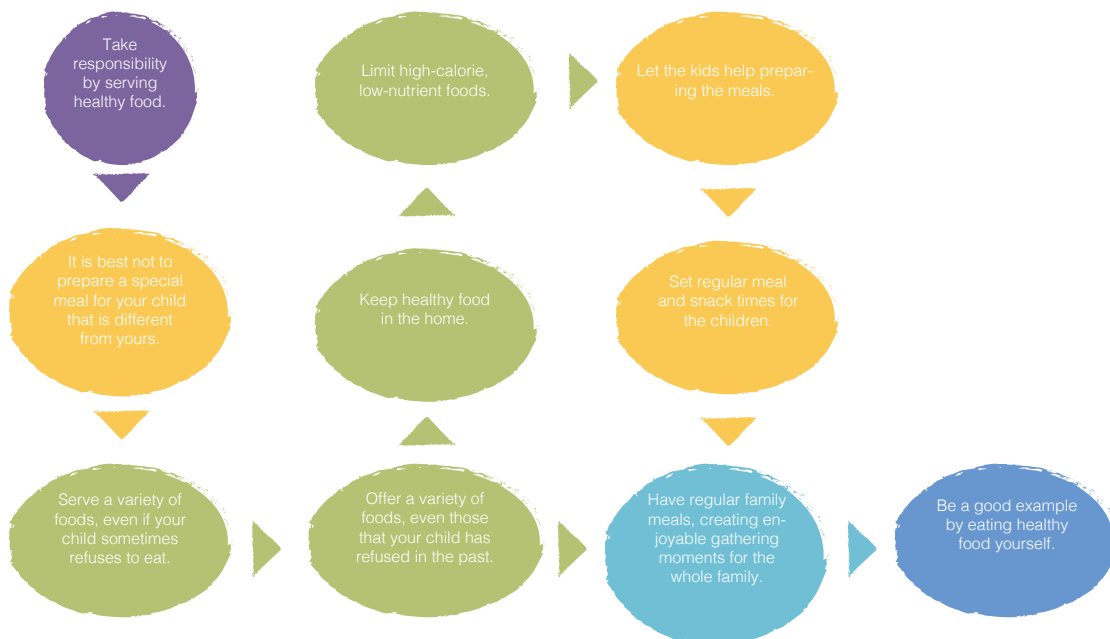 Take
responsibility
by serving
healthy food.
It is best not to
prepare a special
meal for your child
that is different
from yours.
Serve a variety of
foods, even if your
child sometimes
refuses to eat.
Offer a variety of
foods, even those
that your child has
refused in the past.
Keep healthy food
in the home.
Limit high-calorie,
low-nutrient foods.
Let the kids help prepar-
ing the meals.
Set regular meal
and snack times for
the children.
Have regular family
meals, creating en-
joyable gathering
moments for the
whole family.
Be a good example
by eating healthy
food yourself.